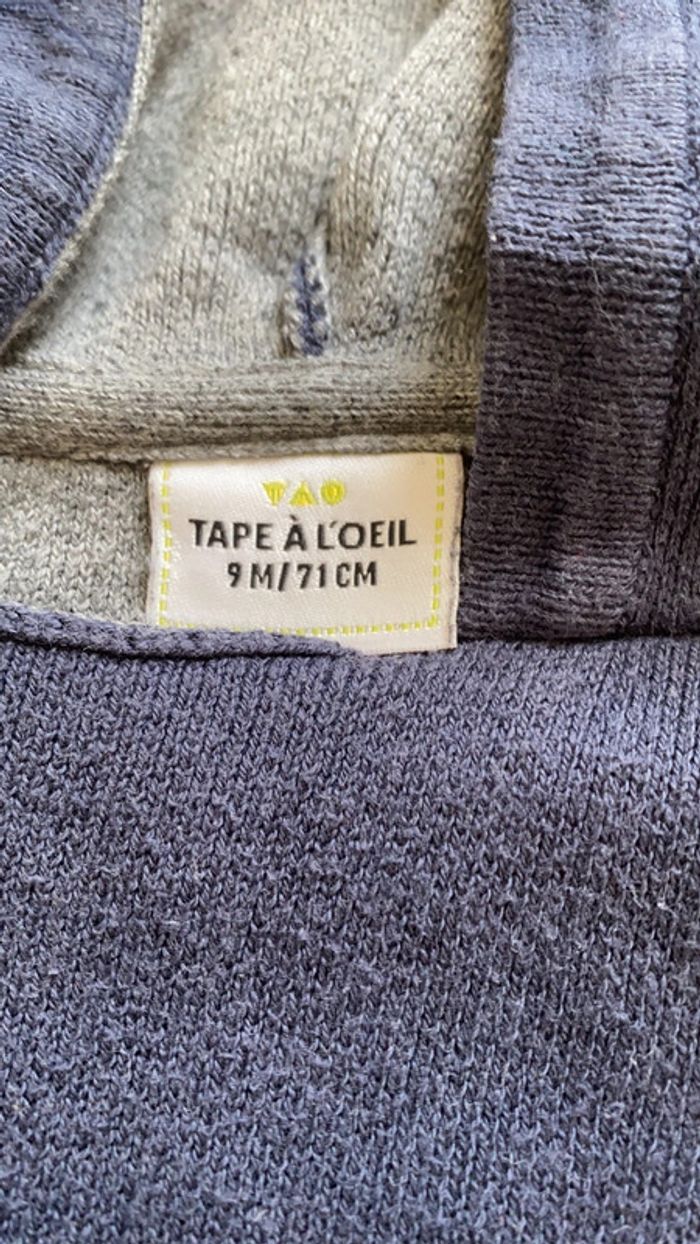 TAO
TAPE À L'OEIL
9 M/71 CM